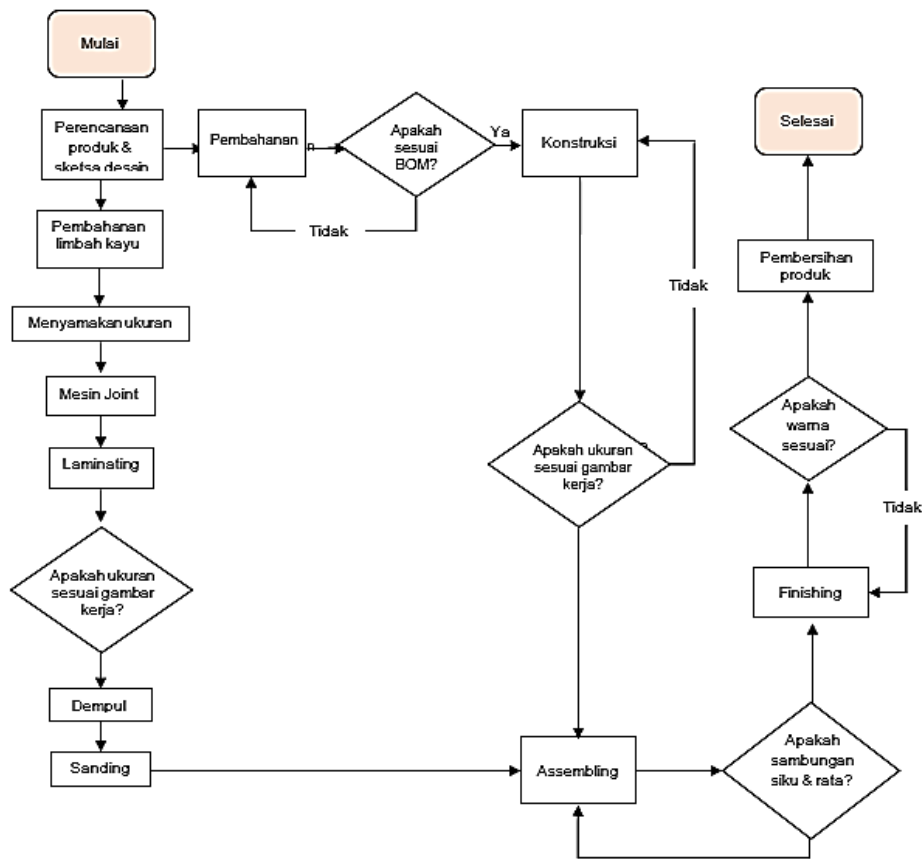 Mulai
Perencanaan
produk &
sketsa desain
Pembahanan
Apakah
sesuai
BOM?
Ya
Konstruksi
Tidak
Pembahanan
limbah kayu
Menyamakan ukuran
Mesin Joint
Laminating
Apakah ukuran
sesuai gambar
kerja?
Dempul
Sanding
Tidak
Apakah ukuran
sesuai gambar
kerja?
Assembling
Apakah
sambungan
siku & rata?
Finishing
Tidak
Apakah
warna
sesuai?
Pembersihan
produk
Selesai